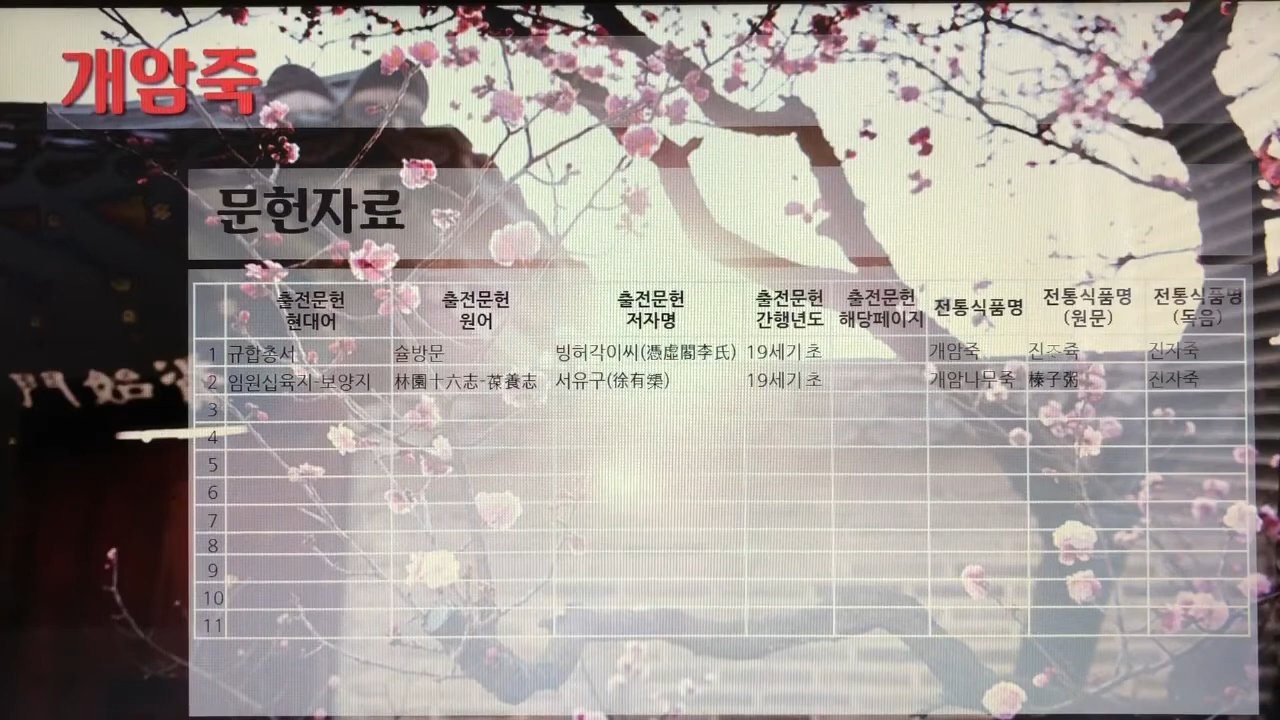 개암죽
문헌자료
출전문헌 현대어 출전문헌 원어 출전문헌 저자명 출전문헌 간행년도 출전문헌 해당페이지 전통식품명 전통식품명 (원문) 전통식품명 (독음)
1 규합총서 술방문 빙허각이씨(憑虛閣李氏) 19세기 초 개암죽 진주죽 진자죽
2 임원십육지-보양지 林園十六志-葆養志 서유구(徐有榘) 19세기 초 개암나무죽 榛子粥 진자죽
3
4
5
6
7
8
9
10
11